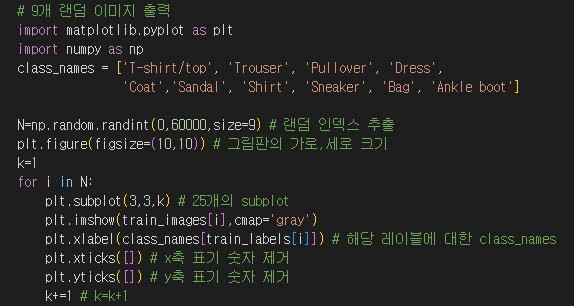 # 9개 랜덤 이미지 출력
import matplotlib.pyplot as plt
import numpy as np
class_names = ['T-shirt/top', 'Trouser', 'Pullover', 'Dress',
'Coat','Sandal', 'Shirt', 'Sneaker', 'Bag', 'Ankle boot']
N=np.random.randint(0,60000,size=9) # 랜덤 인덱스 추출
plt.figure(figsize=(10,10)) # 그림판의 가로,세로 크기
k=1
for i in N:
plt.subplot(3,3,k) # 25개의 subplot
plt.imshow(train_images[i],cmap='gray')
plt.xlabel(class_names[train_labels[i]]) # 해당 레이블에 대한 class_names
plt.xticks([]) # x축 표기 숫자 제거
plt.yticks([]) # y축 표기 숫자 제거
k+=1 # k=k+1